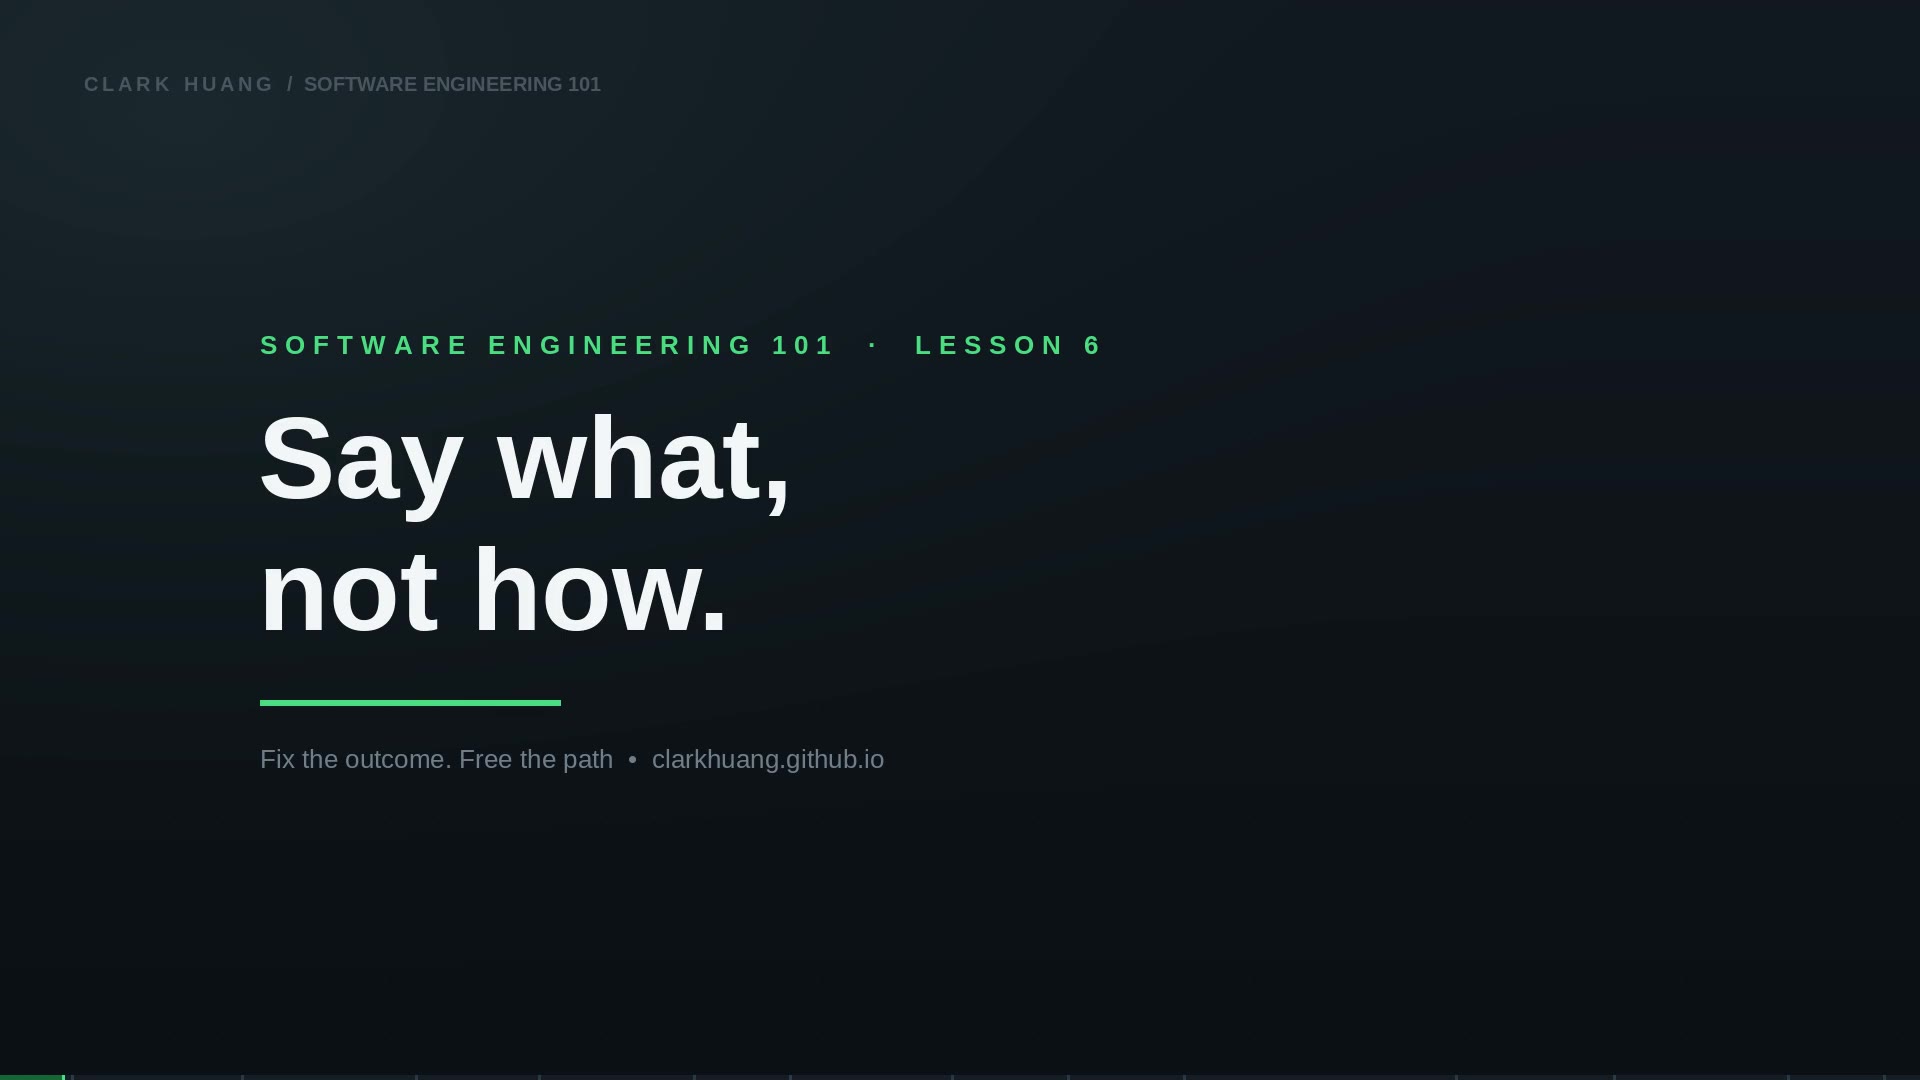 CLARK HUANG / SOFTWARE ENGINEERING 101
SOFTWARE ENGINEERING 101 · LESSON 6
Say what,
not how.
Fix the outcome. Free the path • clarkhuang.github.io